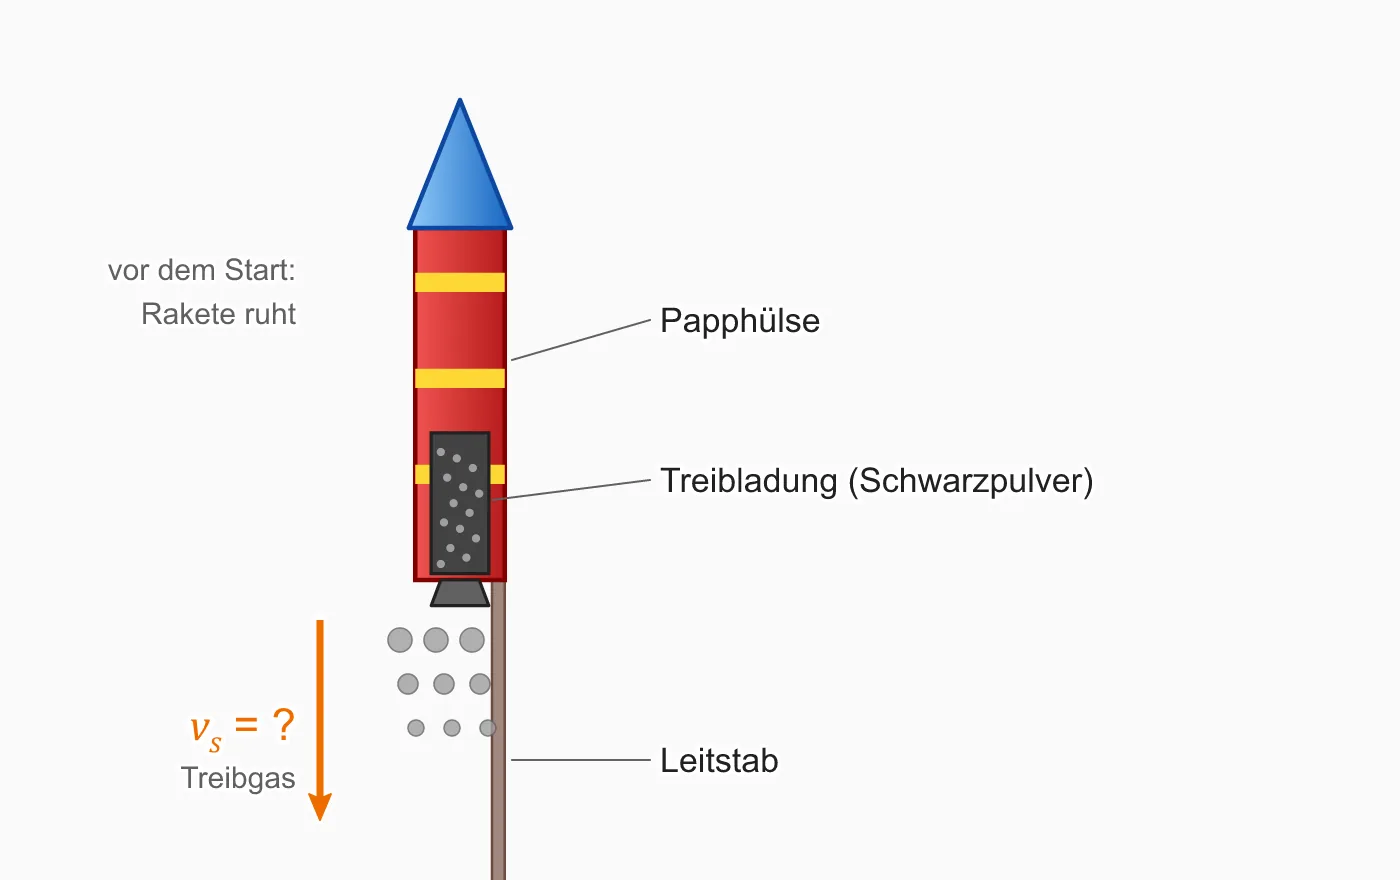 vor dem Start:
Rakete ruht
Papphülse
Treibladung (Schwarzpulver)
v_s = ?
Treibgas
Leitstab